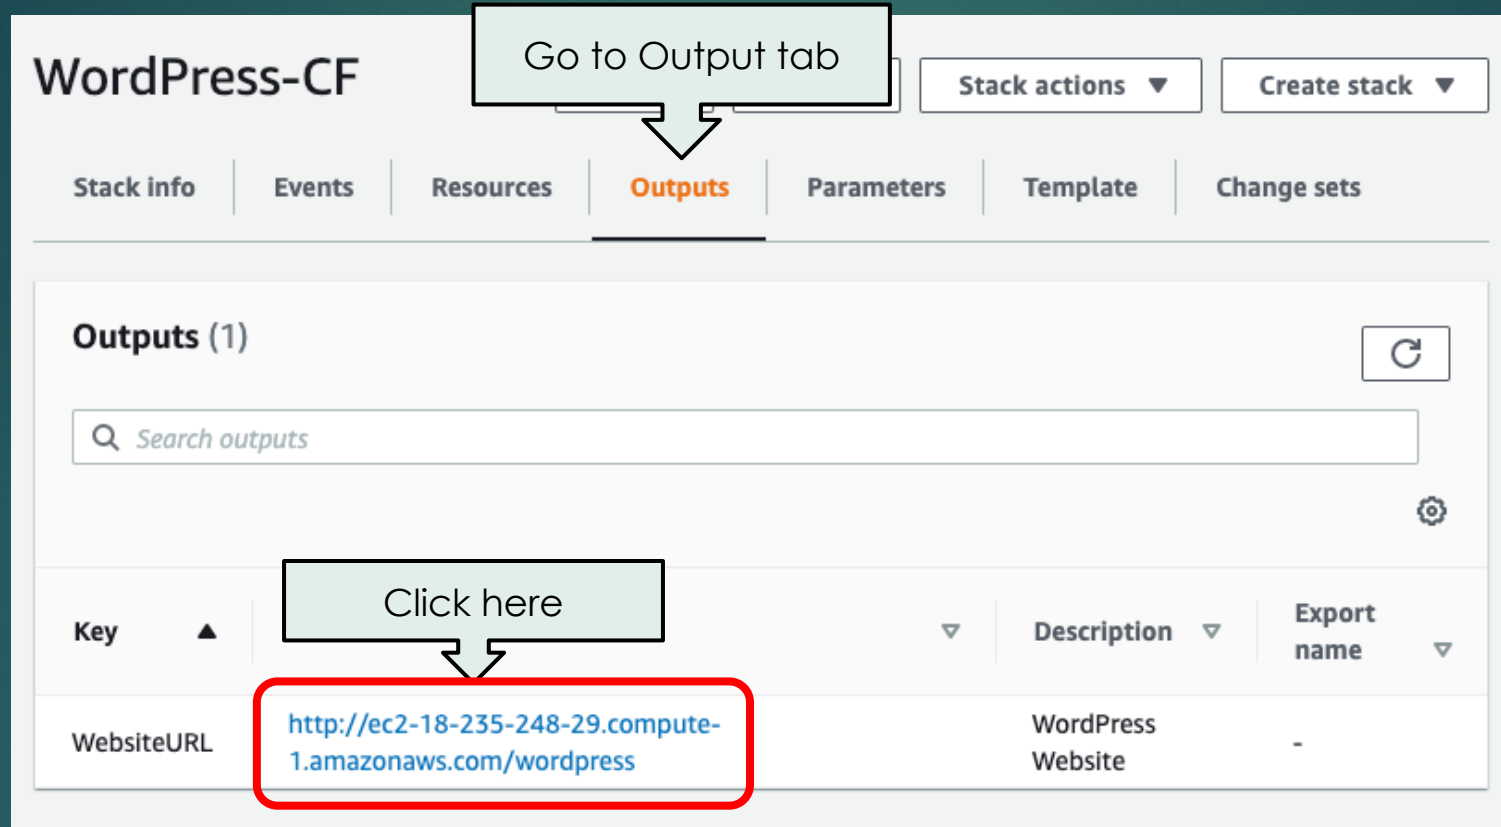 Go to Output tab
WordPress-CF
Stack actions
Create stack
Stack info
Events
Resources
Outputs
Parameters
Template
Change sets
Outputs (1)
Search outputs
Click here
Key
Description
Export
name
WebsiteURL
http://ec2-18-235-248-29.compute-
1.amazonaws.com/wordpress
WordPress
Website
-